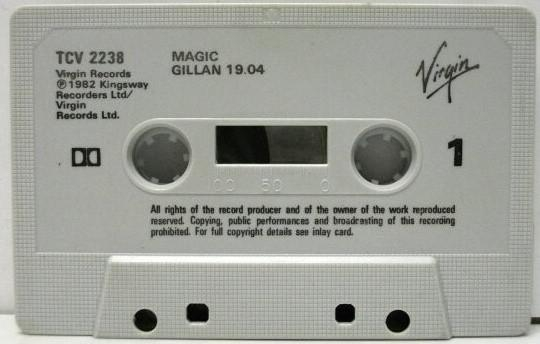 TCV 2238
Virgin Records
℗ 1982 Kingsway
Recorders Ltd/
Virgin
Records Ltd.
MAGIC
GILLAN 19.04
Virgin
1
00 50 0
All rights of the record producer and of the owner of the work reproduced
reserved. Copying, public performances and broadcasting of this recording
prohibited. For full copyright details see inlay card.